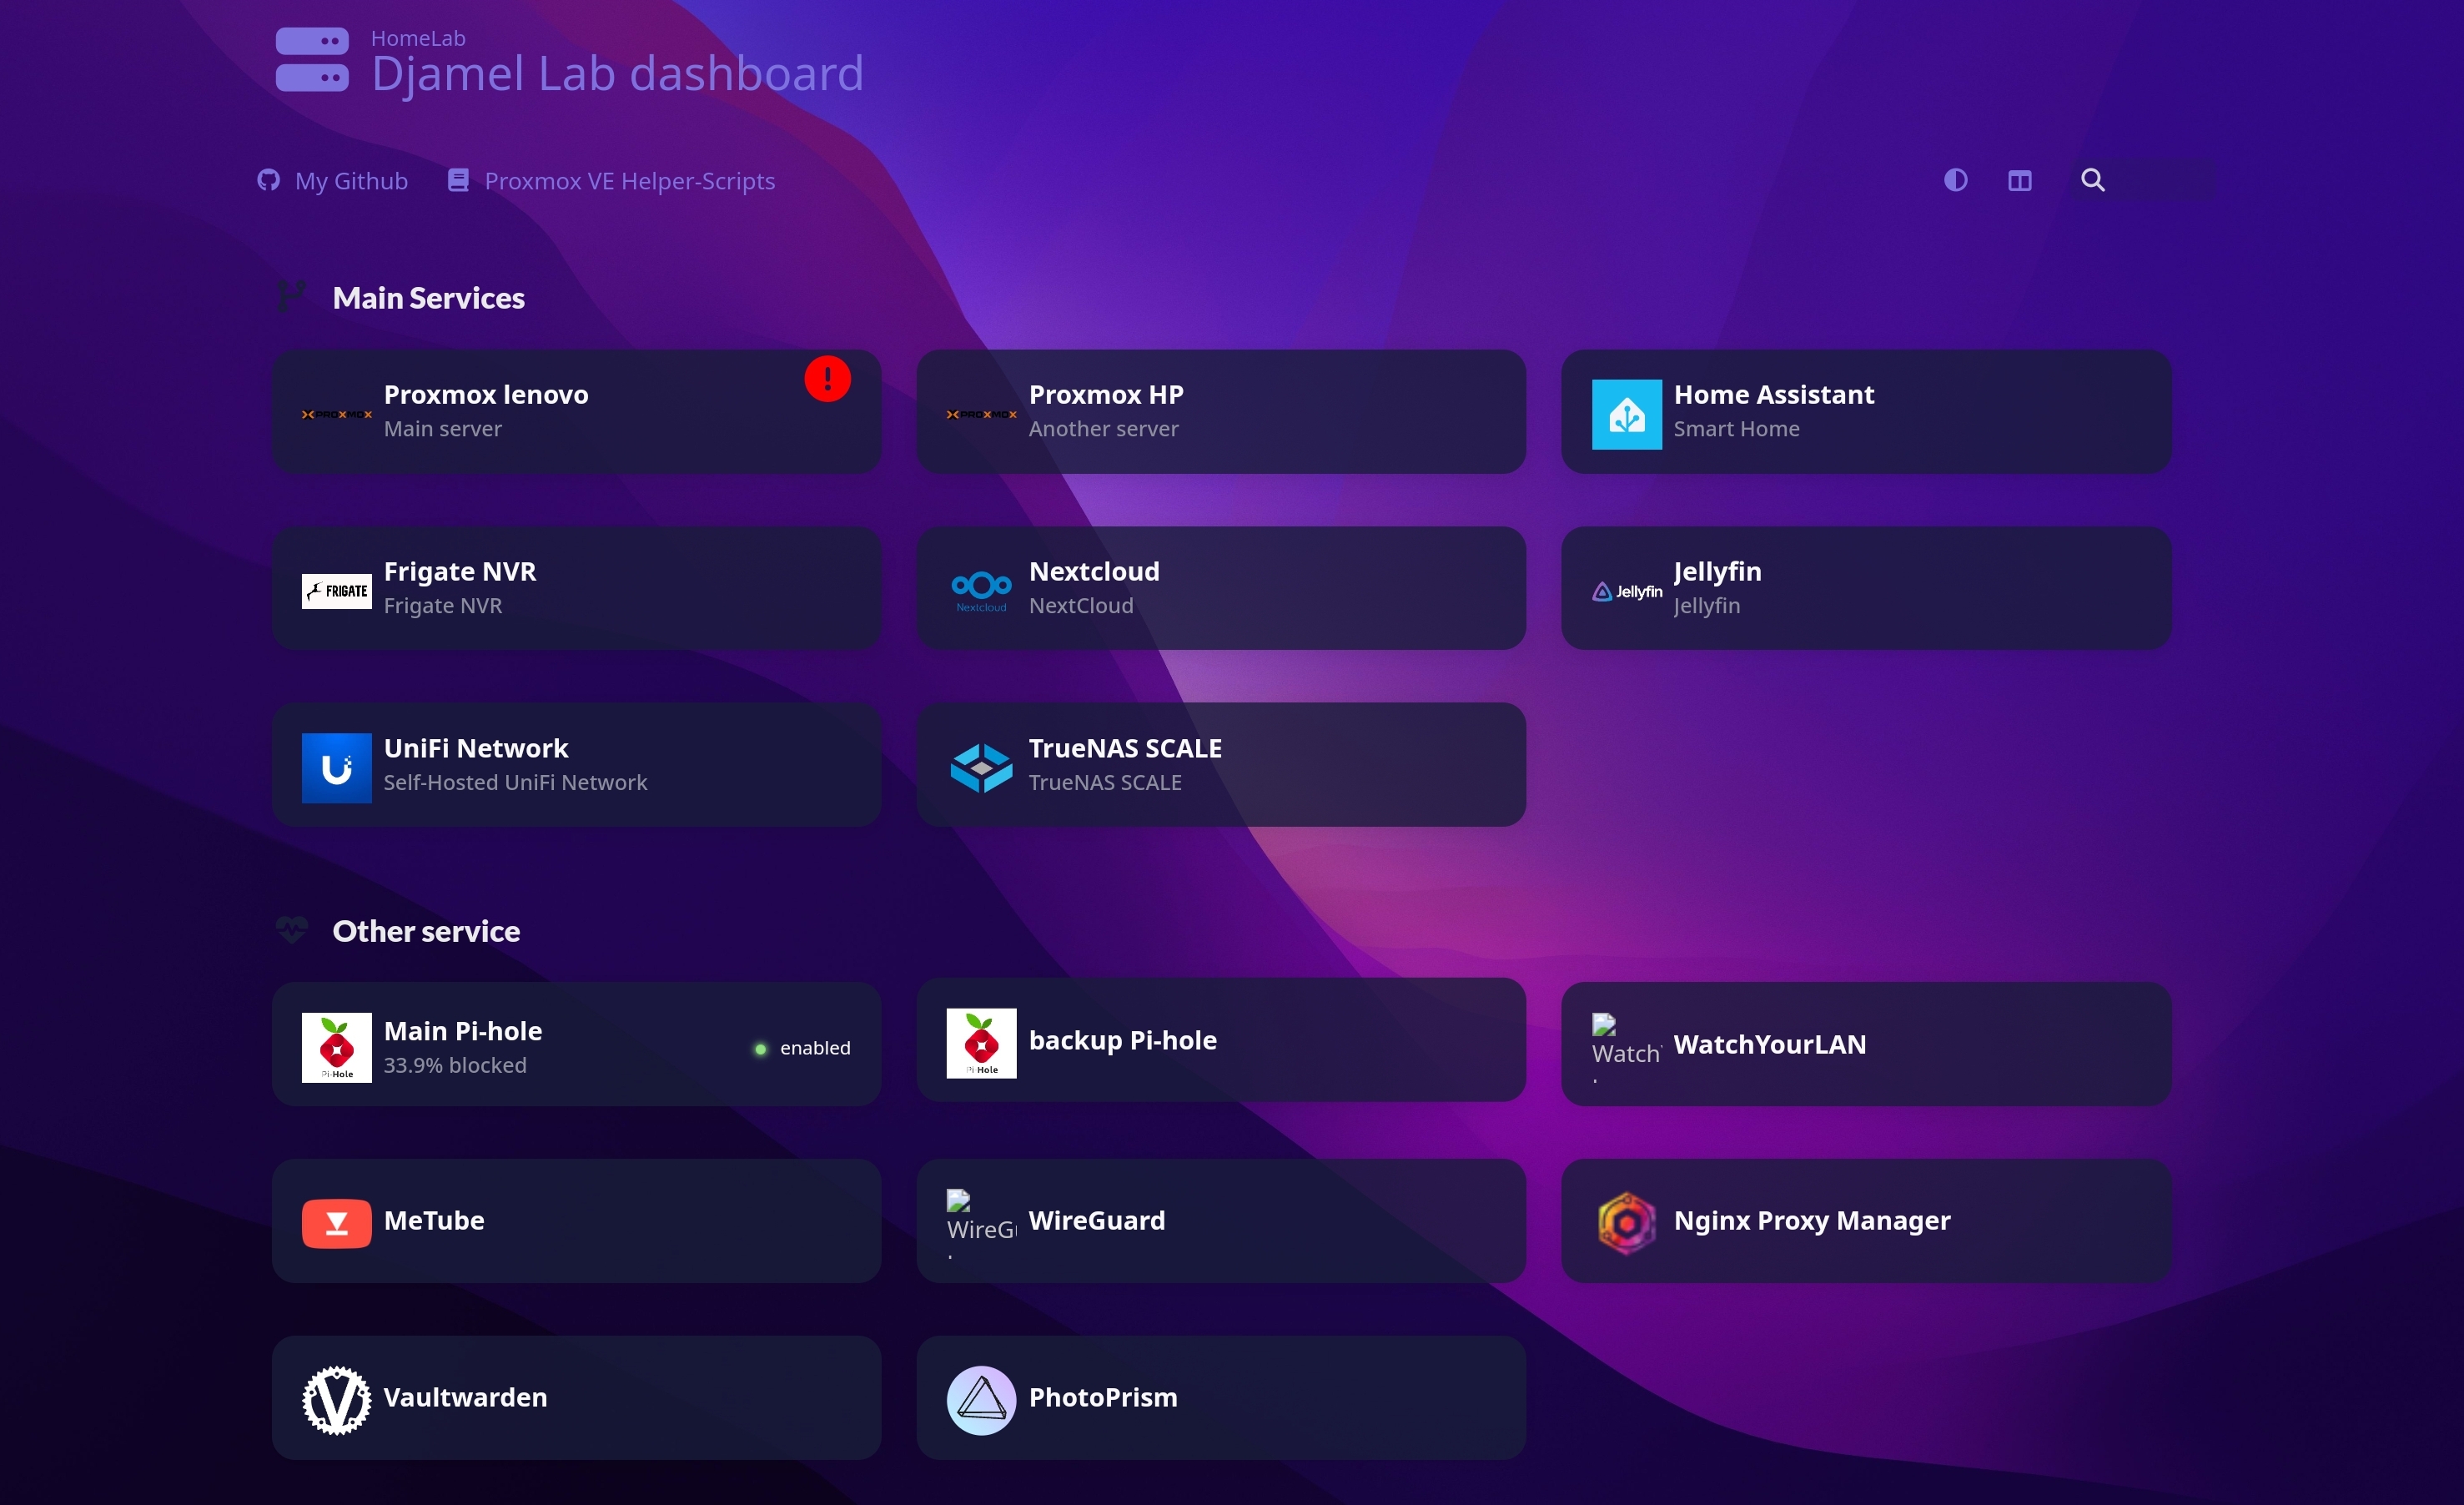 HomeLab
Djamel Lab dashboard
My Github
Proxmox VE Helper-Scripts
Main Services
PROXMOX
Proxmox lenovo
Main server
!
PROXMOX
Proxmox HP
Another server
Home Assistant
Smart Home
FRIGATE
Frigate NVR
Frigate NVR
Nextcloud
Nextcloud
NextCloud
Jellyfin
Jellyfin
Jellyfin
UniFi Network
Self-Hosted UniFi Network
TrueNAS SCALE
TrueNAS SCALE
Other service
Pi-Hole
Main Pi-hole
33.9% blocked
enabled
Pi-Hole
backup Pi-hole
Watch
WatchYourLAN
MeTube
WireG
WireGuard
Nginx Proxy Manager
V
Vaultwarden
PhotoPrism